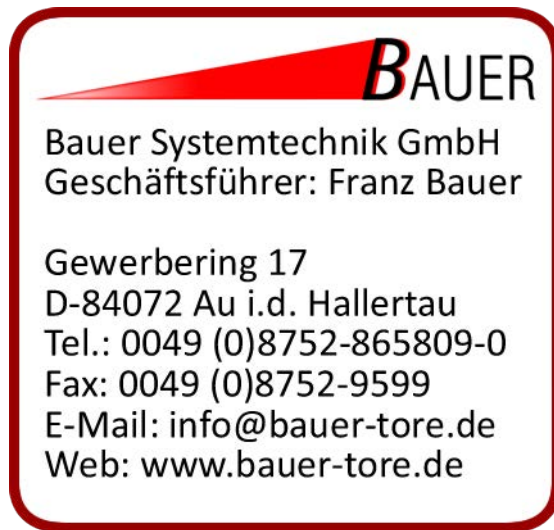 BAUER
Bauer Systemtechnik GmbH
Geschäftsführer: Franz Bauer
Gewerbering 17
D-84072 Au i.d. Hallertau
Tel.: 0049 (0)8752-865809-0
Fax: 0049 (0)8752-9599
E-Mail: info@bauer-tore.de
Web: www.bauer-tore.de